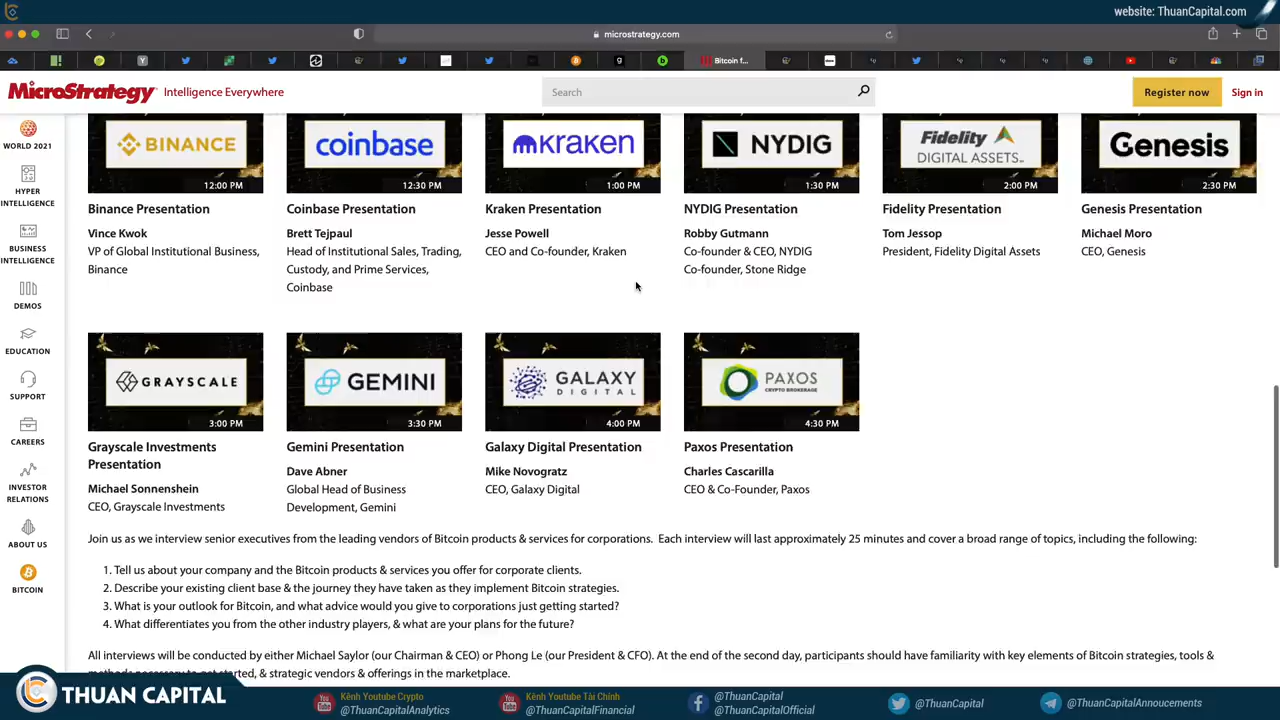 website: ThuanCapital.com
microstrategy.com
Bitcoin f...
MicroStrategy Intelligence Everywhere
Search
Register now
Sign in
WORLD 2021
HYPER
INTELLIGENCE
BUSINESS
INTELLIGENCE
DEMOS
EDUCATION
SUPPORT
CAREERS
INVESTOR
RELATIONS
ABOUT US
BITCOIN
BINANCE
12:00 PM
Binance Presentation
Vince Kwok
VP of Global Institutional Business,
Binance
coinbase
12:30 PM
Coinbase Presentation
Brett Tejpaul
Head of Institutional Sales, Trading,
Custody, and Prime Services,
Coinbase
kraken
1:00 PM
Kraken Presentation
Jesse Powell
CEO and Co-founder, Kraken
NYDIG
1:30 PM
NYDIG Presentation
Robby Gutmann
Co-founder & CEO, NYDIG
Co-founder, Stone Ridge
Fidelity
DIGITAL ASSETS
2:00 PM
Fidelity Presentation
Tom Jessop
President, Fidelity Digital Assets
Genesis
2:30 PM
Genesis Presentation
Michael Moro
CEO, Genesis
GRAYSCALE
3:00 PM
Grayscale Investments
Presentation
Michael Sonnenshein
CEO, Grayscale Investments
GEMINI
3:30 PM
Gemini Presentation
Dave Abner
Global Head of Business
Development, Gemini
GALAXY
DIGITAL
4:00 PM
Galaxy Digital Presentation
Mike Novogratz
CEO, Galaxy Digital
PAXOS
CRYPTO BROKERAGE
4:30 PM
Paxos Presentation
Charles Cascarilla
CEO & Co-Founder, Paxos
Join us as we interview senior executives from the leading vendors of Bitcoin products & services for corporations. Each interview will last approximately 25 minutes and cover a broad range of topics, including the following:
1. Tell us about your company and the Bitcoin products & services you offer for corporate clients.
2. Describe your existing client base & the journey they have taken as they implement Bitcoin strategies.
3. What is your outlook for Bitcoin, and what advice would you give to corporations just getting started?
4. What differentiates you from the other industry players, & what are your plans for the future?
All interviews will be conducted by either Michael Saylor (our Chairman & CEO) or Phong Le (our President & CFO). At the end of the second day, participants should have familiarity with key elements of Bitcoin strategies, tools &
methods necessary to get started, & strategic vendors & offerings in the marketplace.
THUAN CAPITAL
Kênh Youtube Crypto
@ThuanCapitalAnalytics
Kênh Youtube Tài Chính
@ThuanCapitalFinancial
@ThuanCapital
@ThuanCapitalOfficial
@ThuanCapital
@ThuanCapitalAnnoucements